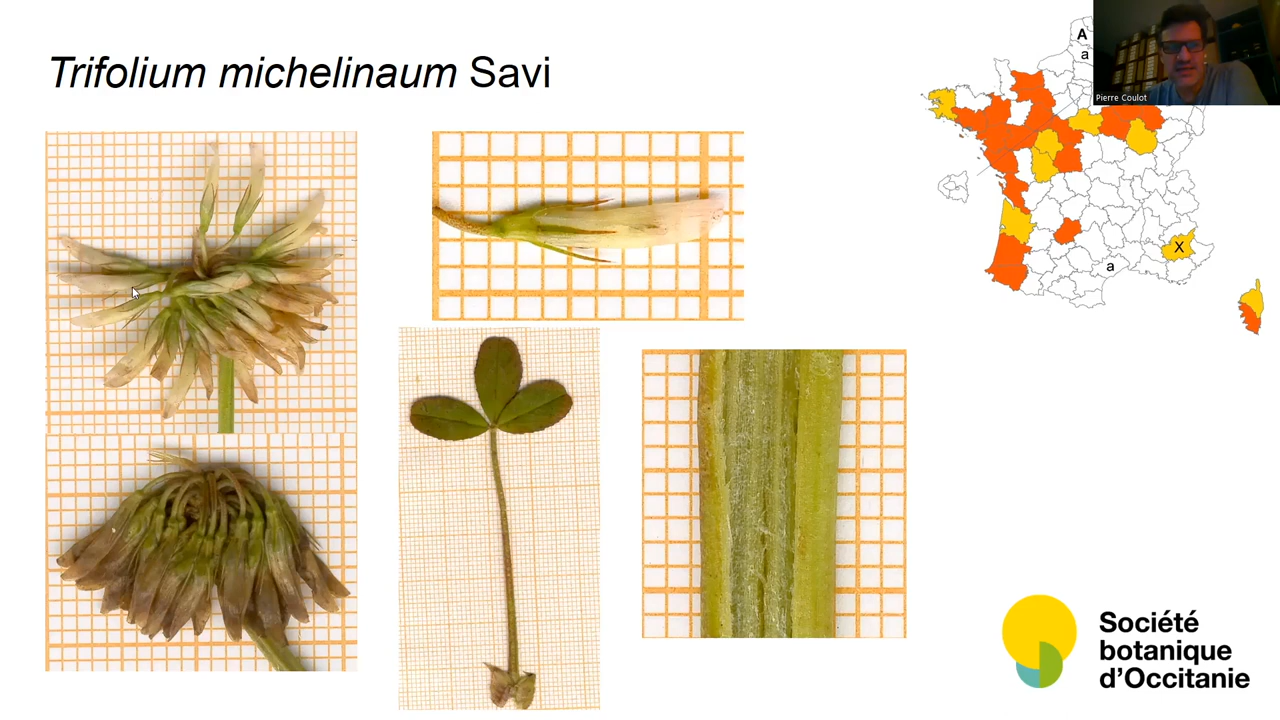 Trifolium michelinaum Savi
A
a
Pierre Coulot
X
a
Société
botanique
d'Occitanie